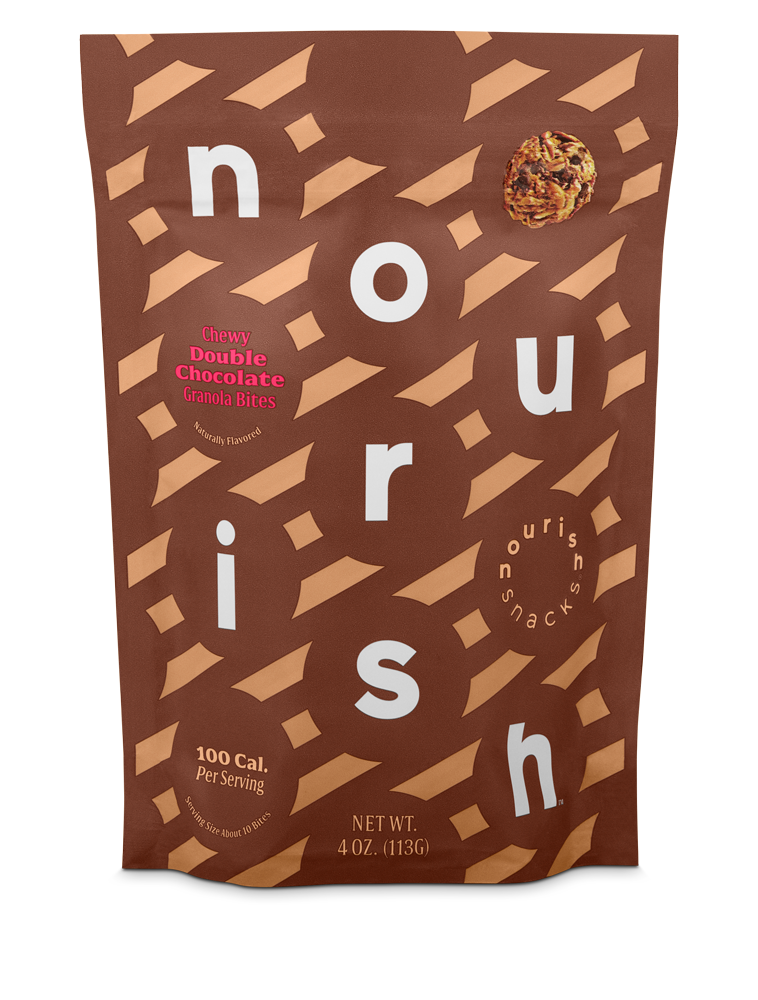 nourish™
Chewy
Double
Chocolate
Granola Bites
Naturally Flavored
nourish
snacks
100 Cal.
Per Serving
Serving Size About 10 Bites
NET WT.
4 OZ. (113G)